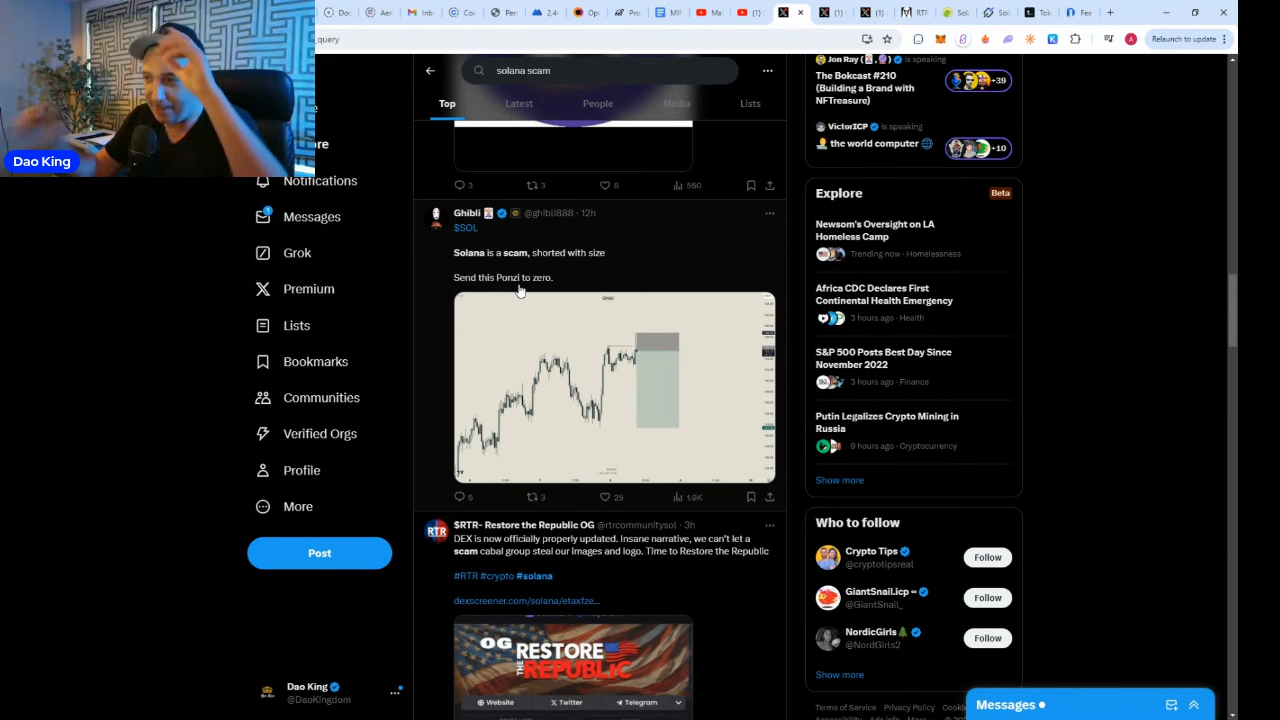 Me
Tok
Fee
Relaunch to update
query
Dao King
Notifications
Messages
Grok
Premium
Lists
Bookmarks
Communities
Verified Orgs
Profile
More
Post
Dao King
@DaoKingdom
solana scam
Top
Latest
People
Media
Lists
3
3
8
560
Ghibli
@ghibli888 · 12h
$SOL
Solana is a scam, shorted with size
Send this Ponzi to zero.
Ghibli
6
3
25
1.9K
$RTR- Restore the Republic OG
@rtrcommunitysol · 3h
DEX is now officially properly updated. Insane narrative, we can't let a
scam cabal group steal our images and logo. Time to Restore the Republic
#RTR #crypto #solana
dexscreener.com/solana/etaxfze...
RTR
OG
RESTORE
THE
REPUBLIC
Website
Twitter
Telegram
Jon Ray
is speaking
The Bokcast #210
(Building a Brand with
NFTreasure)
+39
VictorICP
is speaking
the world computer
+10
Explore
Beta
Newsom's Oversight on LA
Homeless Camp
Trending now · Homelessness
Africa CDC Declares First
Continental Health Emergency
3 hours ago · Health
S&P 500 Posts Best Day Since
November 2022
3 hours ago · Finance
Putin Legalizes Crypto Mining in
Russia
9 hours ago · Cryptocurrency
Show more
Who to follow
Crypto Tips
@cryptotipsreal
Follow
GiantSnail.icp
@GiantSnail_
Follow
NordicGirls
@NordGirls2
Follow
Show more
Terms of Service
Privacy Policy
Messages